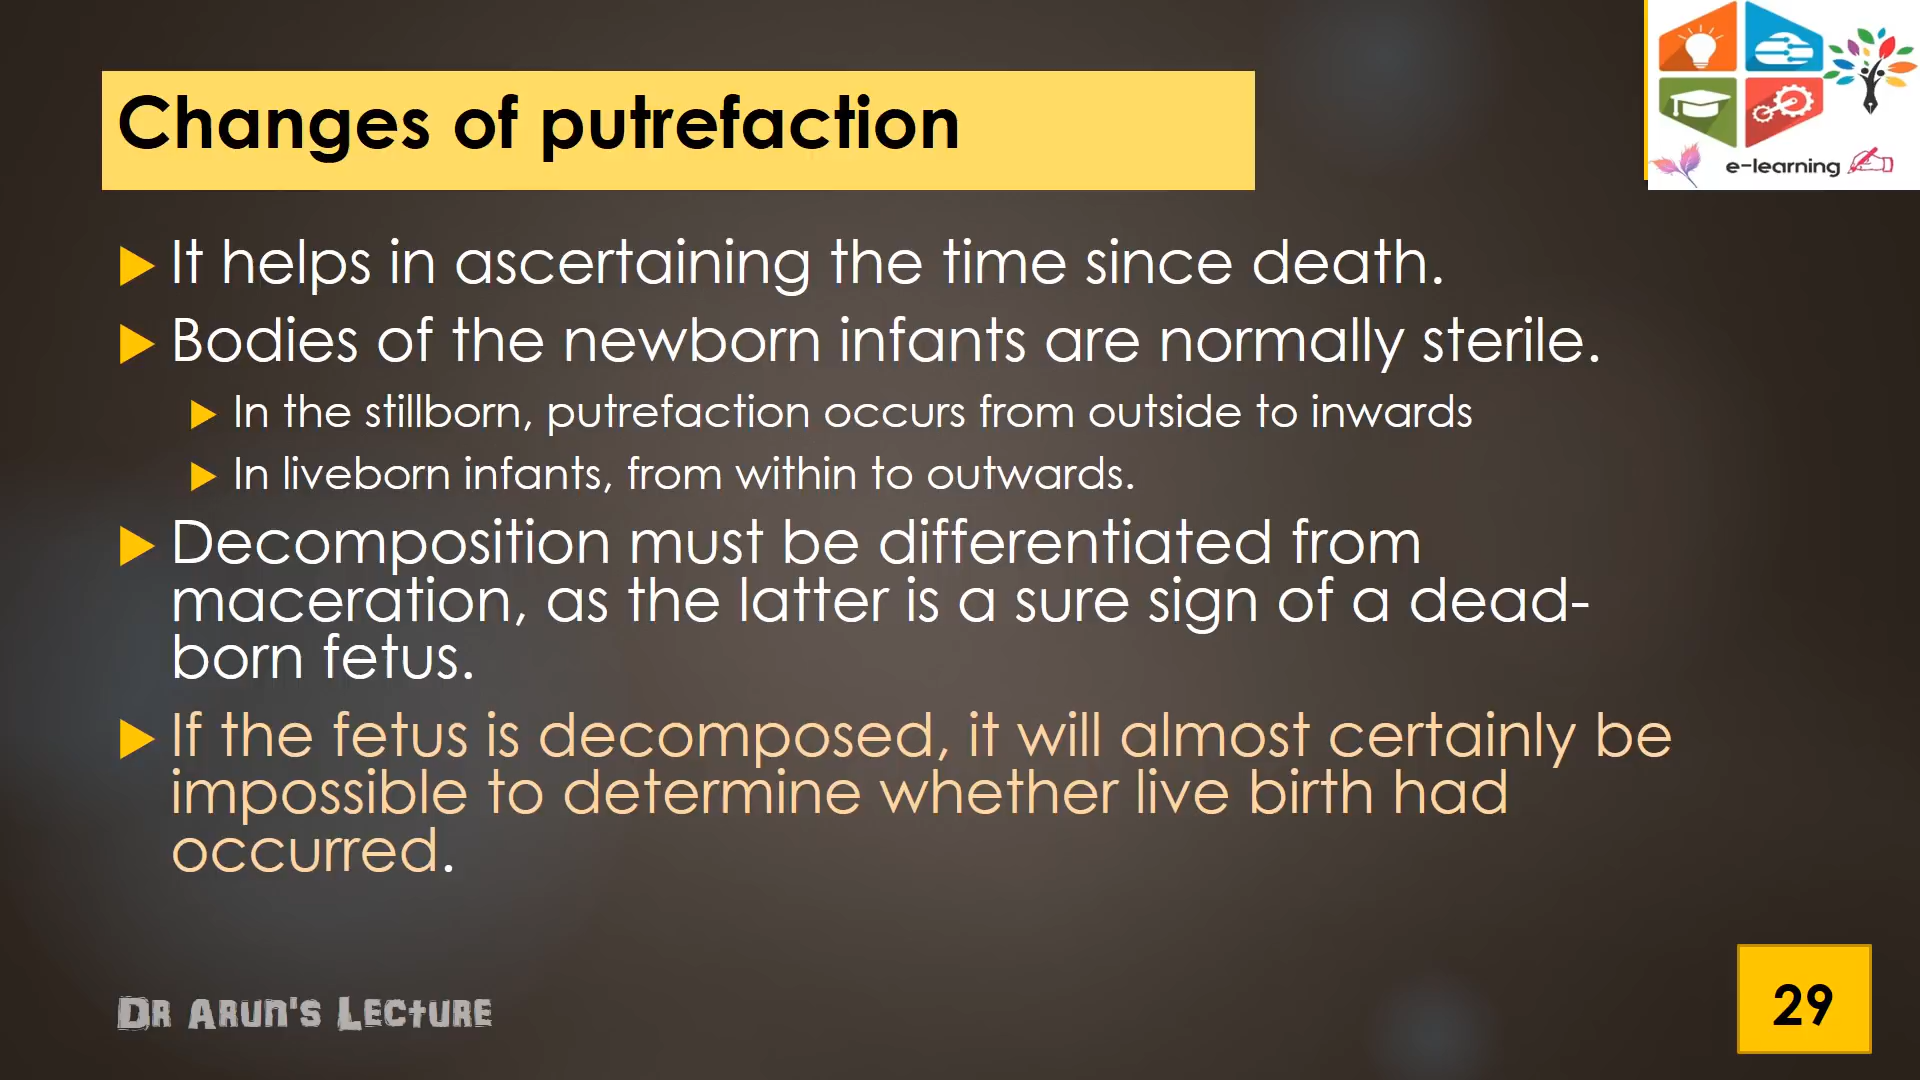 Changes of putrefaction
e-learning
It helps in ascertaining the time since death.
Bodies of the newborn infants are normally sterile.
In the stillborn, putrefaction occurs from outside to inwards
In liveborn infants, from within to outwards.
Decomposition must be differentiated from
maceration, as the latter is a sure sign of a dead-
born fetus.
If the fetus is decomposed, it will almost certainly be
impossible to determine whether live birth had
occurred.
Dr Arun's Lecture
29